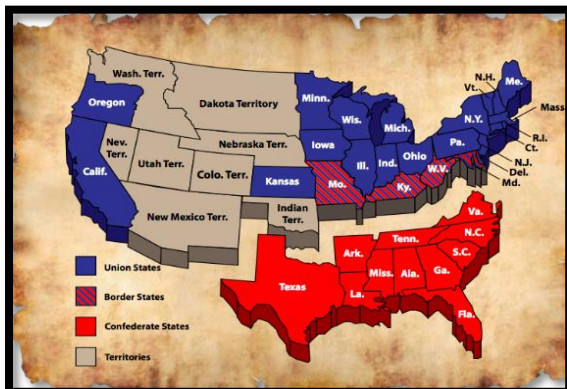 Wash. Terr.
Oregon
Dakota Territory
Minn.
Wis.
Mich.
N.H.
Vt.
Me.
Mass.
N.Y.
R.I.
Ct.
Nev.
Terr.
Nebraska Terr.
Iowa
Pa.
N.J.
Del.
Md.
Calif.
Utah Terr.
Colo. Terr.
Kansas
Mo.
Ill.
Ind.
Ohio
W.V.
Ky.
New Mexico Terr.
Indian
Terr.
Va.
N.C.
Tenn.
S.C.
Ark.
Miss.
Ala.
Ga.
Texas
La.
Fla.
Union States
Border States
Confederate States
Territories